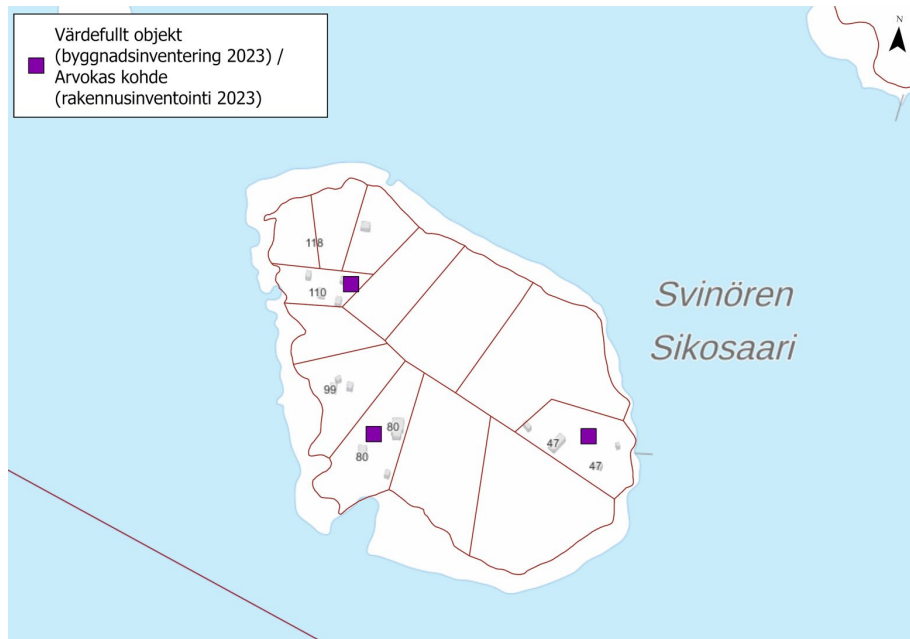 Värdefullt objekt
(byggnadsinventering 2023) /
Arvokas kohde
(rakennusinventointi 2023)
N
118
110
Svinören
Sikosaari
99
80
80
47
47